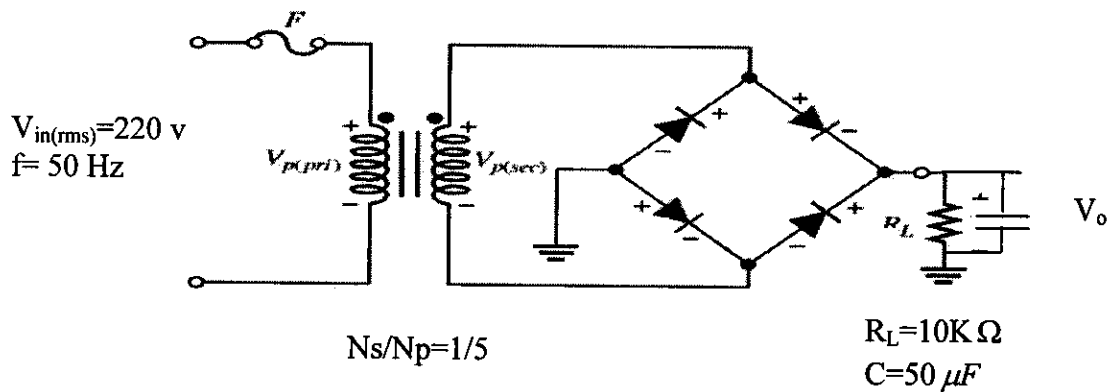 F
V_in(rms)=220 v
f= 50 Hz
+ +
V_p(pri) V_p(sec)
− −
+ + + −
− −
+ − − +
R_L + V_o
Ns/Np=1/5
R_L=10K Ω
C=50 μF